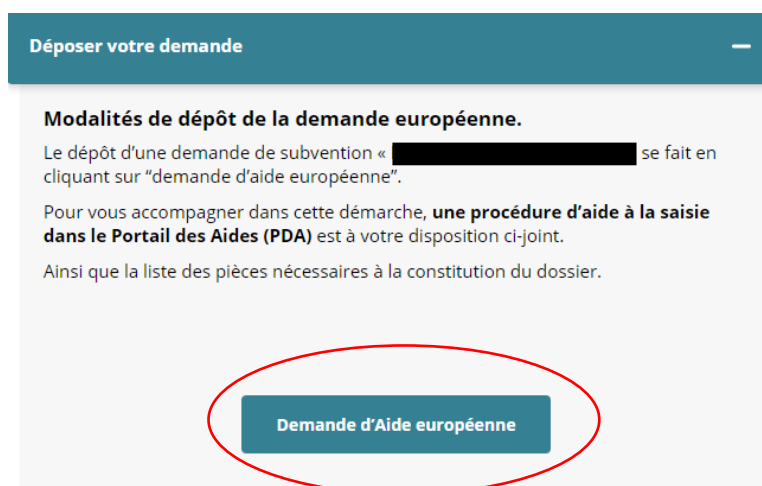 Déposer votre demande
Modalités de dépôt de la demande européenne.
Le dépôt d’une demande de subvention « se fait en
cliquant sur “demande d’aide européenne”.
Pour vous accompagner dans cette démarche, une procédure d’aide à la saisie
dans le Portail des Aides (PDA) est à votre disposition ci-joint.
Ainsi que la liste des pièces nécessaires à la constitution du dossier.
Demande d’Aide européenne